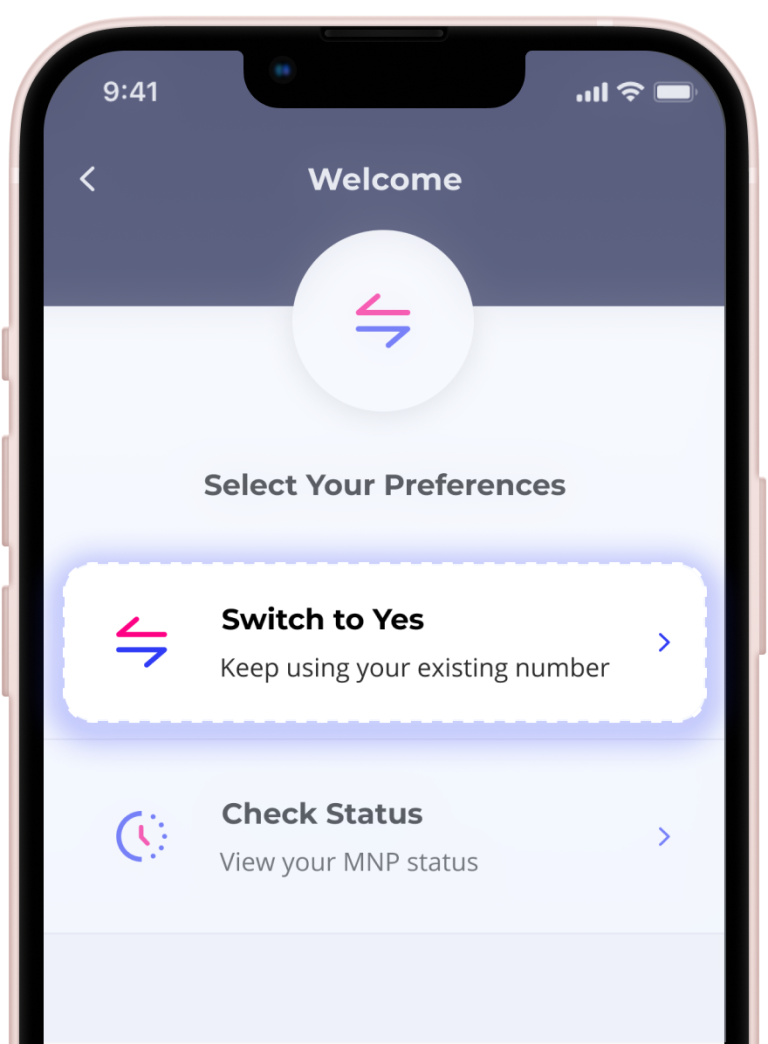 9:41
Welcome
Select Your Preferences
Switch to Yes
Keep using your existing number
Check Status
View your MNP status